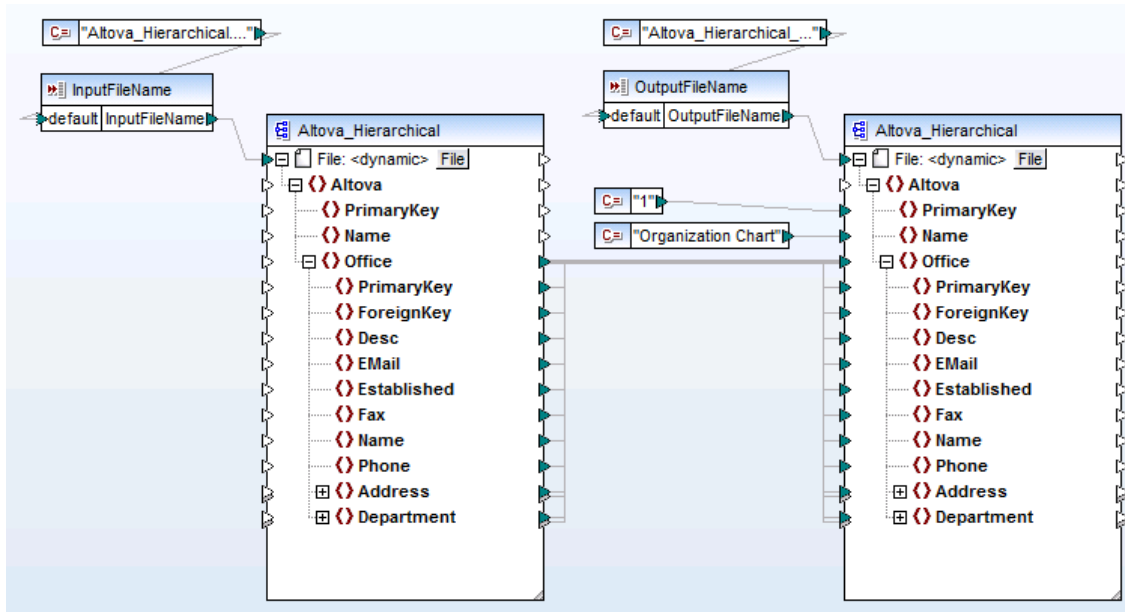 C= "Altova_Hierarchical...."
InputFileName
default InputFileName
C= "Altova_Hierarchical_..."
OutputFileName
default OutputFileName
Altova_Hierarchical
File: <dynamic> File
Altova
PrimaryKey
Name
Office
PrimaryKey
ForeignKey
Desc
EMail
Established
Fax
Name
Phone
Address
Department
C= "1"
C= "Organization Chart"
Altova_Hierarchical
File: <dynamic> File
Altova
PrimaryKey
Name
Office
PrimaryKey
ForeignKey
Desc
EMail
Established
Fax
Name
Phone
Address
Department